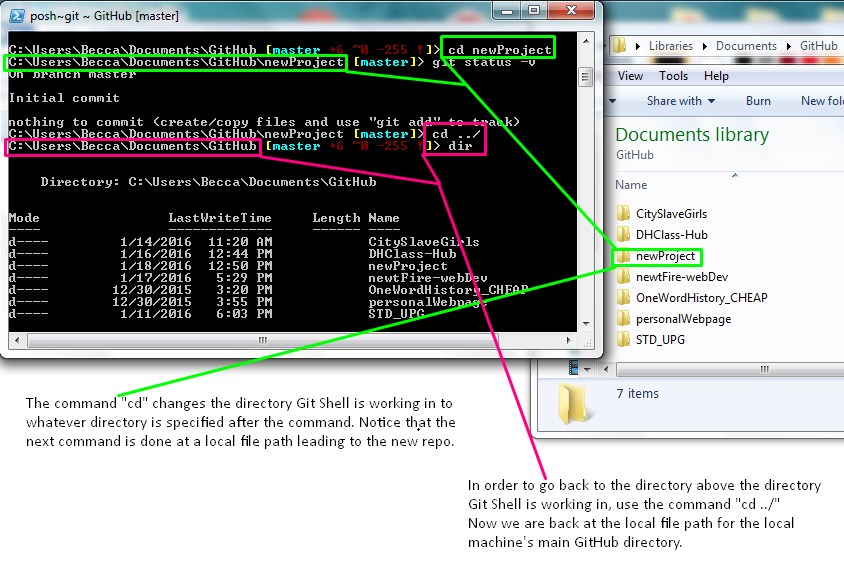 posh~git ~ GitHub [master]
C:\Users\Becca\Documents\GitHub [master +6 ~0 -255 !]> cd newProject
C:\Users\Becca\Documents\GitHub\newProject [master]> git status -v
On branch master
Initial commit
nothing to commit (create/copy files and use "git add" to track)
C:\Users\Becca\Documents\GitHub\newProject [master]> cd ../
C:\Users\Becca\Documents\GitHub [master +6 ~0 -255 !]> dir
Directory: C:\Users\Becca\Documents\GitHub
Mode LastWriteTime Length Name
---- ------------- ------ ----
d---- 1/14/2016 11:20 AM CitySlaveGirls
d---- 1/16/2016 12:44 PM DHClass-Hub
d---- 1/18/2016 12:50 PM newProject
d---- 1/17/2016 5:29 PM newtFire-webDev
d---- 12/30/2015 3:20 PM OneWordHistory_CHEAP
d---- 12/30/2015 3:55 PM personalWebpage
d---- 1/11/2016 6:03 PM STD_UPG
Libraries Documents GitHub
View Tools Help
Share with Burn New fol
Documents library
GitHub
Name
CitySlaveGirls
DHClass-Hub
newProject
newtFire-webDev
OneWordHistory_CHEAP
personalWebpage
STD_UPG
7 items
The command "cd" changes the directory Git Shell is working in to
whatever directory is specified after the command. Notice that the
next command is done at a local file path leading to the new repo.
In order to go back to the directory above the directory
Git Shell is working in, use the command "cd ../"
Now we are back at the local file path for the local
machine's main GitHub directory.